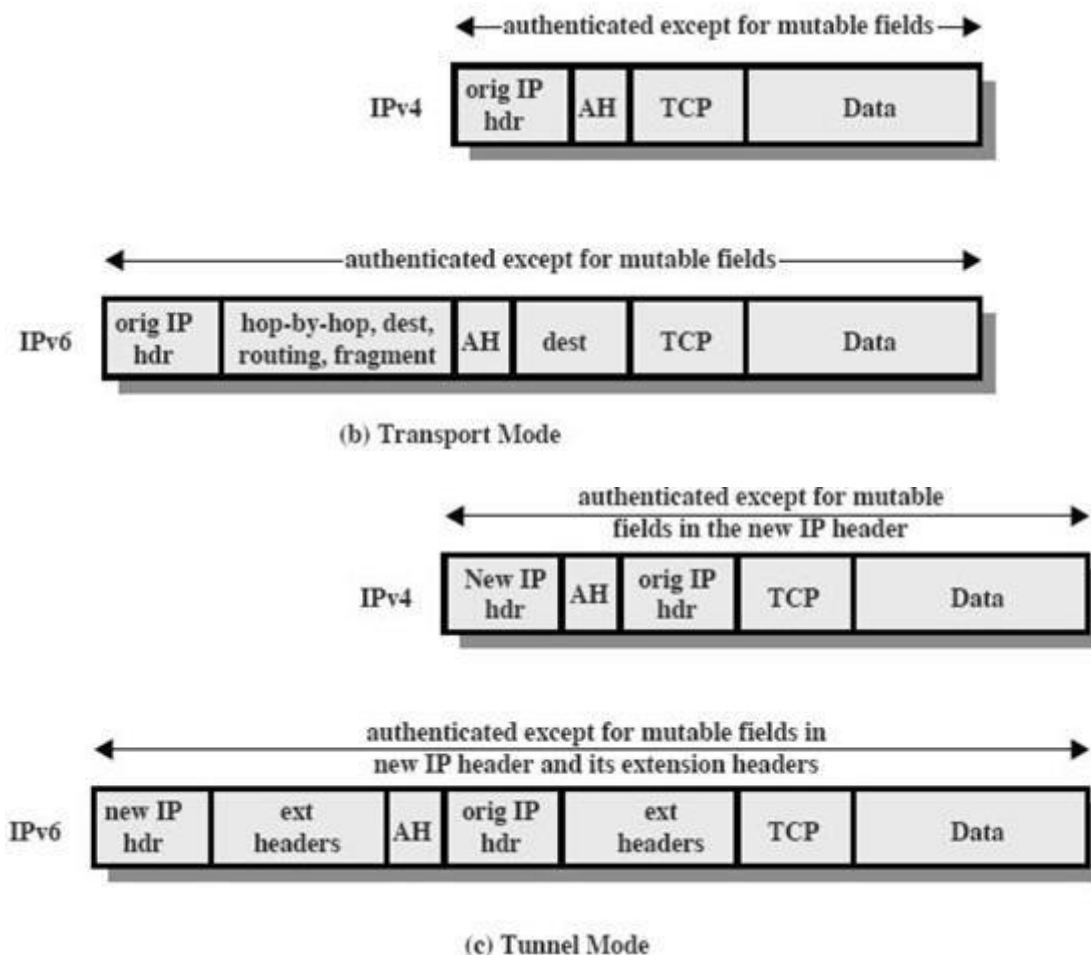 authenticated except for mutable fields
IPv4
orig IP
hdr
AH
TCP
Data
authenticated except for mutable fields
IPv6
orig IP
hdr
hop-by-hop, dest,
routing, fragment
AH
dest
TCP
Data
(b) Transport Mode
authenticated except for mutable
fields in the new IP header
IPv4
New IP
hdr
AH
orig IP
hdr
TCP
Data
authenticated except for mutable fields in
new IP header and its extension headers
IPv6
new IP
hdr
ext
headers
AH
orig IP
hdr
ext
headers
TCP
Data
(c) Tunnel Mode